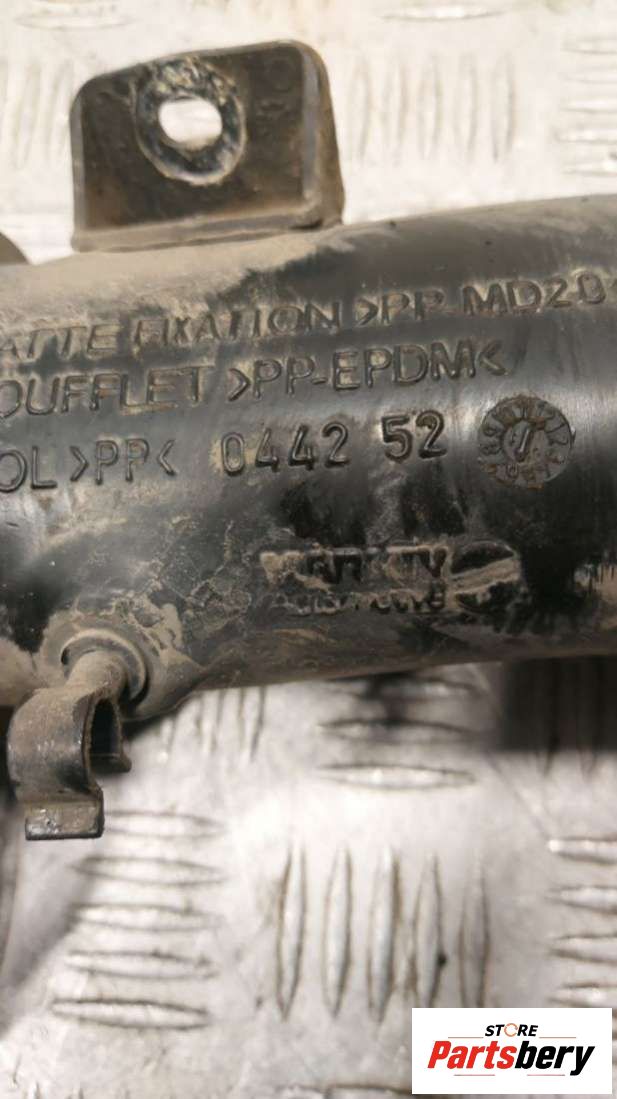 ATTE FIXATION >PP-MD20
OUFFLET >PP-EPDM<
OL >PP< 0442 52
STORE
Partsbery